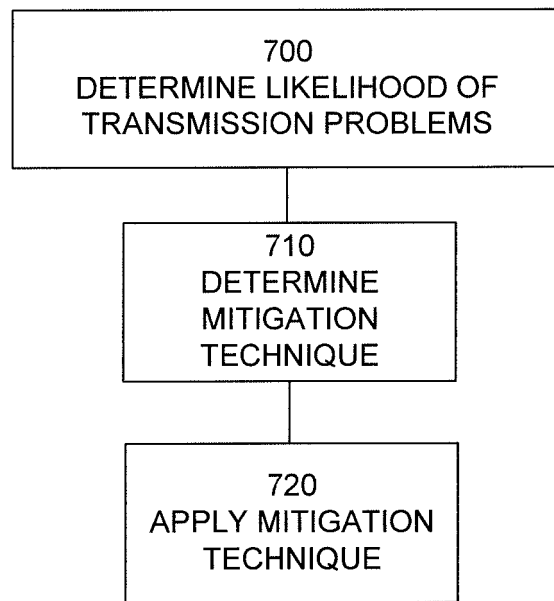 700
DETERMINE LIKELIHOOD OF
TRANSMISSION PROBLEMS
710
DETERMINE
MITIGATION
TECHNIQUE
720
APPLY MITIGATION
TECHNIQUE